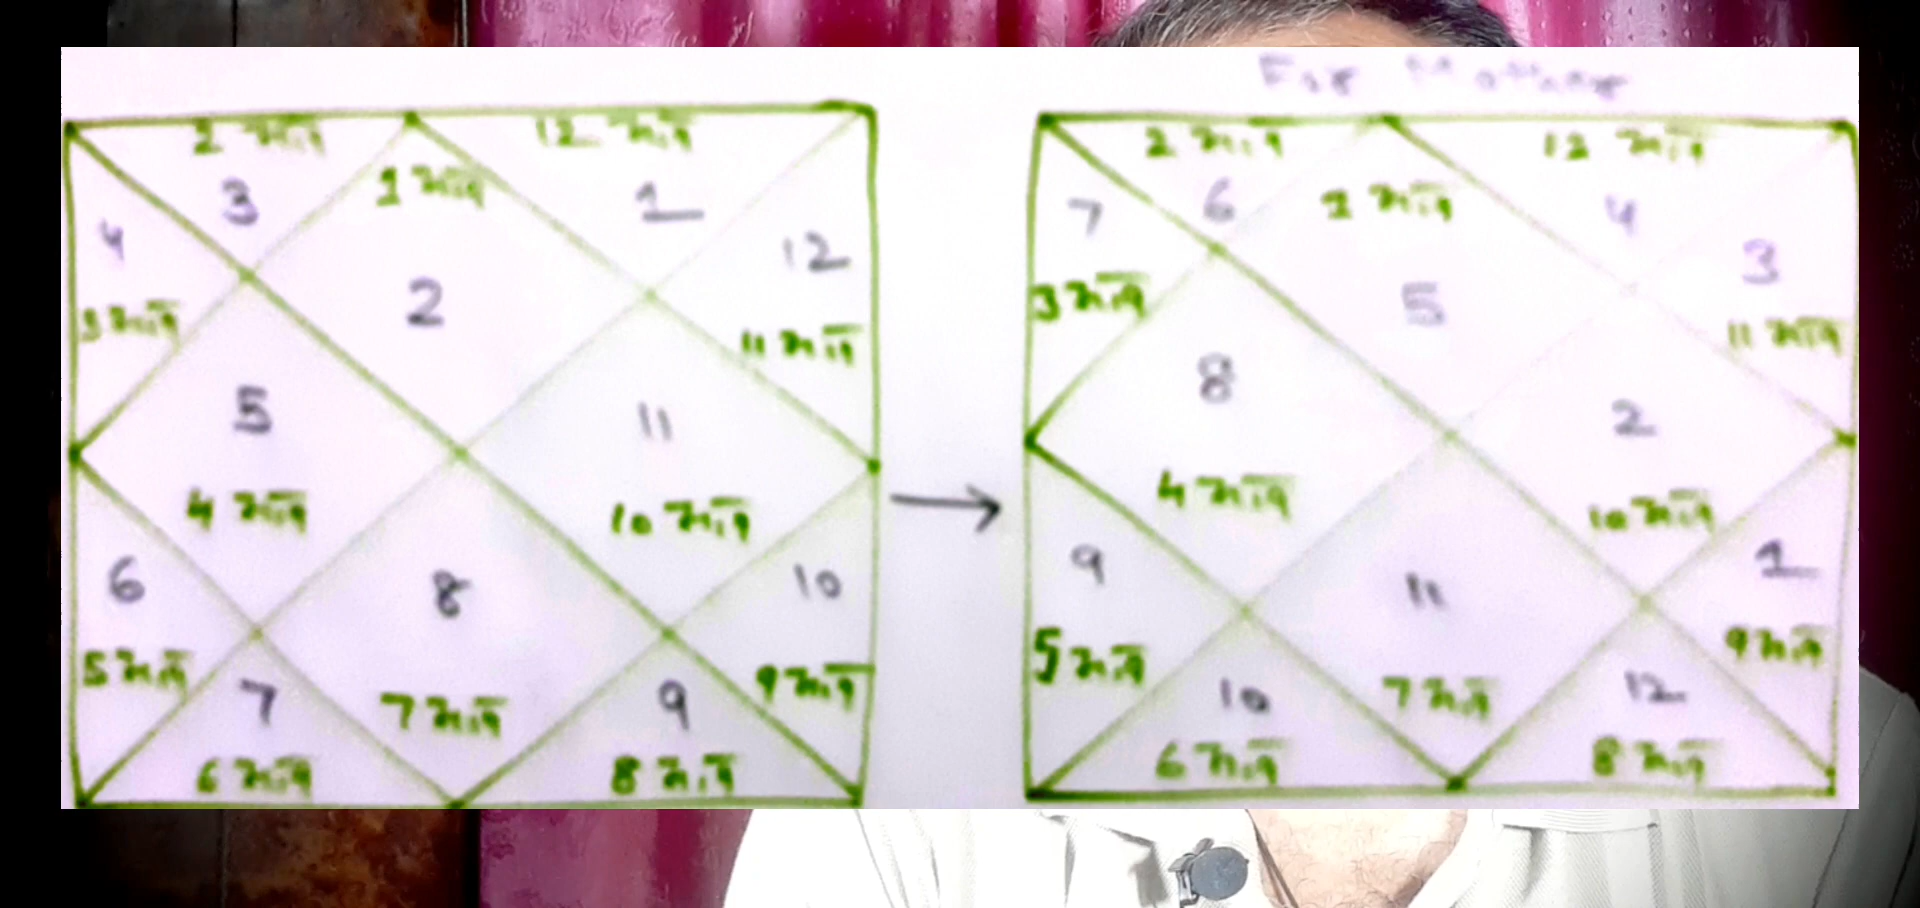 2 भाव
12 भाव
1 भाव
3
1
4
12
2
3 भाव
11 भाव
5
11
4 भाव
10 भाव
6
8
10
5 भाव
9 भाव
7
7 भाव
9
6 भाव
8 भाव
For Mother
2 भाव
12 भाव
7
6
1 भाव
4
3
3 भाव
5
11 भाव
8
2
4 भाव
10 भाव
9
11
1
5 भाव
9 भाव
10
7 भाव
12
6 भाव
8 भाव